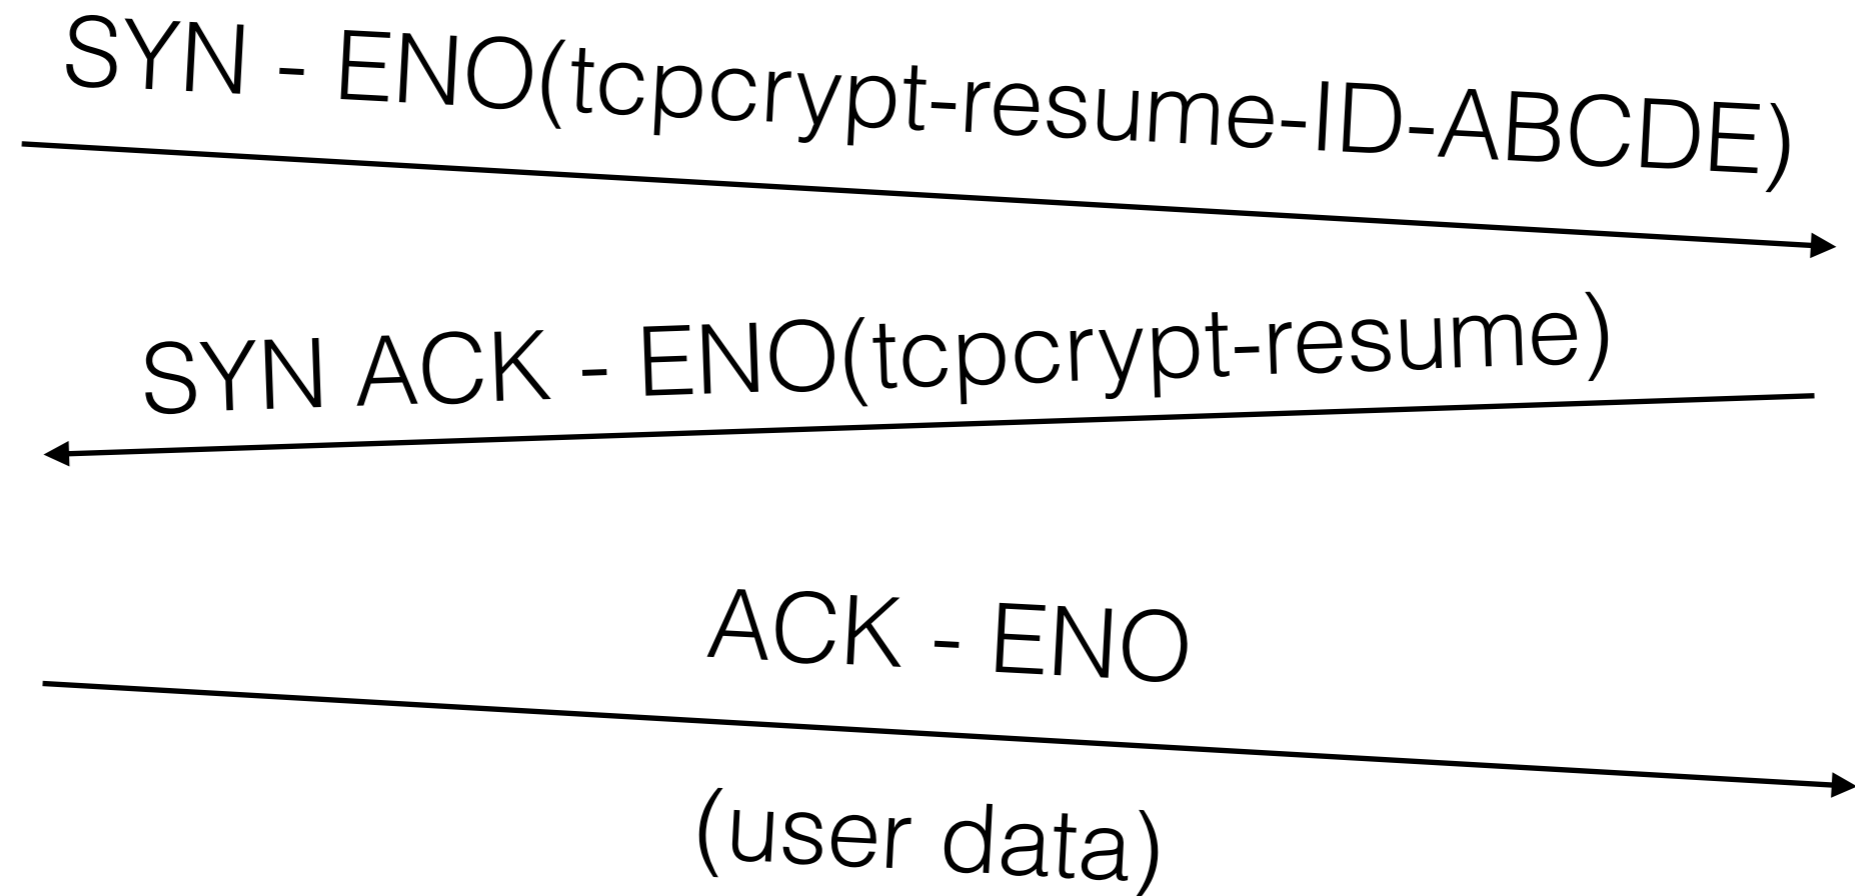 SYN - ENO(tcpcrypt-resume-ID-ABCDE)
SYN ACK - ENO(tcpcrypt-resume)
ACK - ENO
(user data)